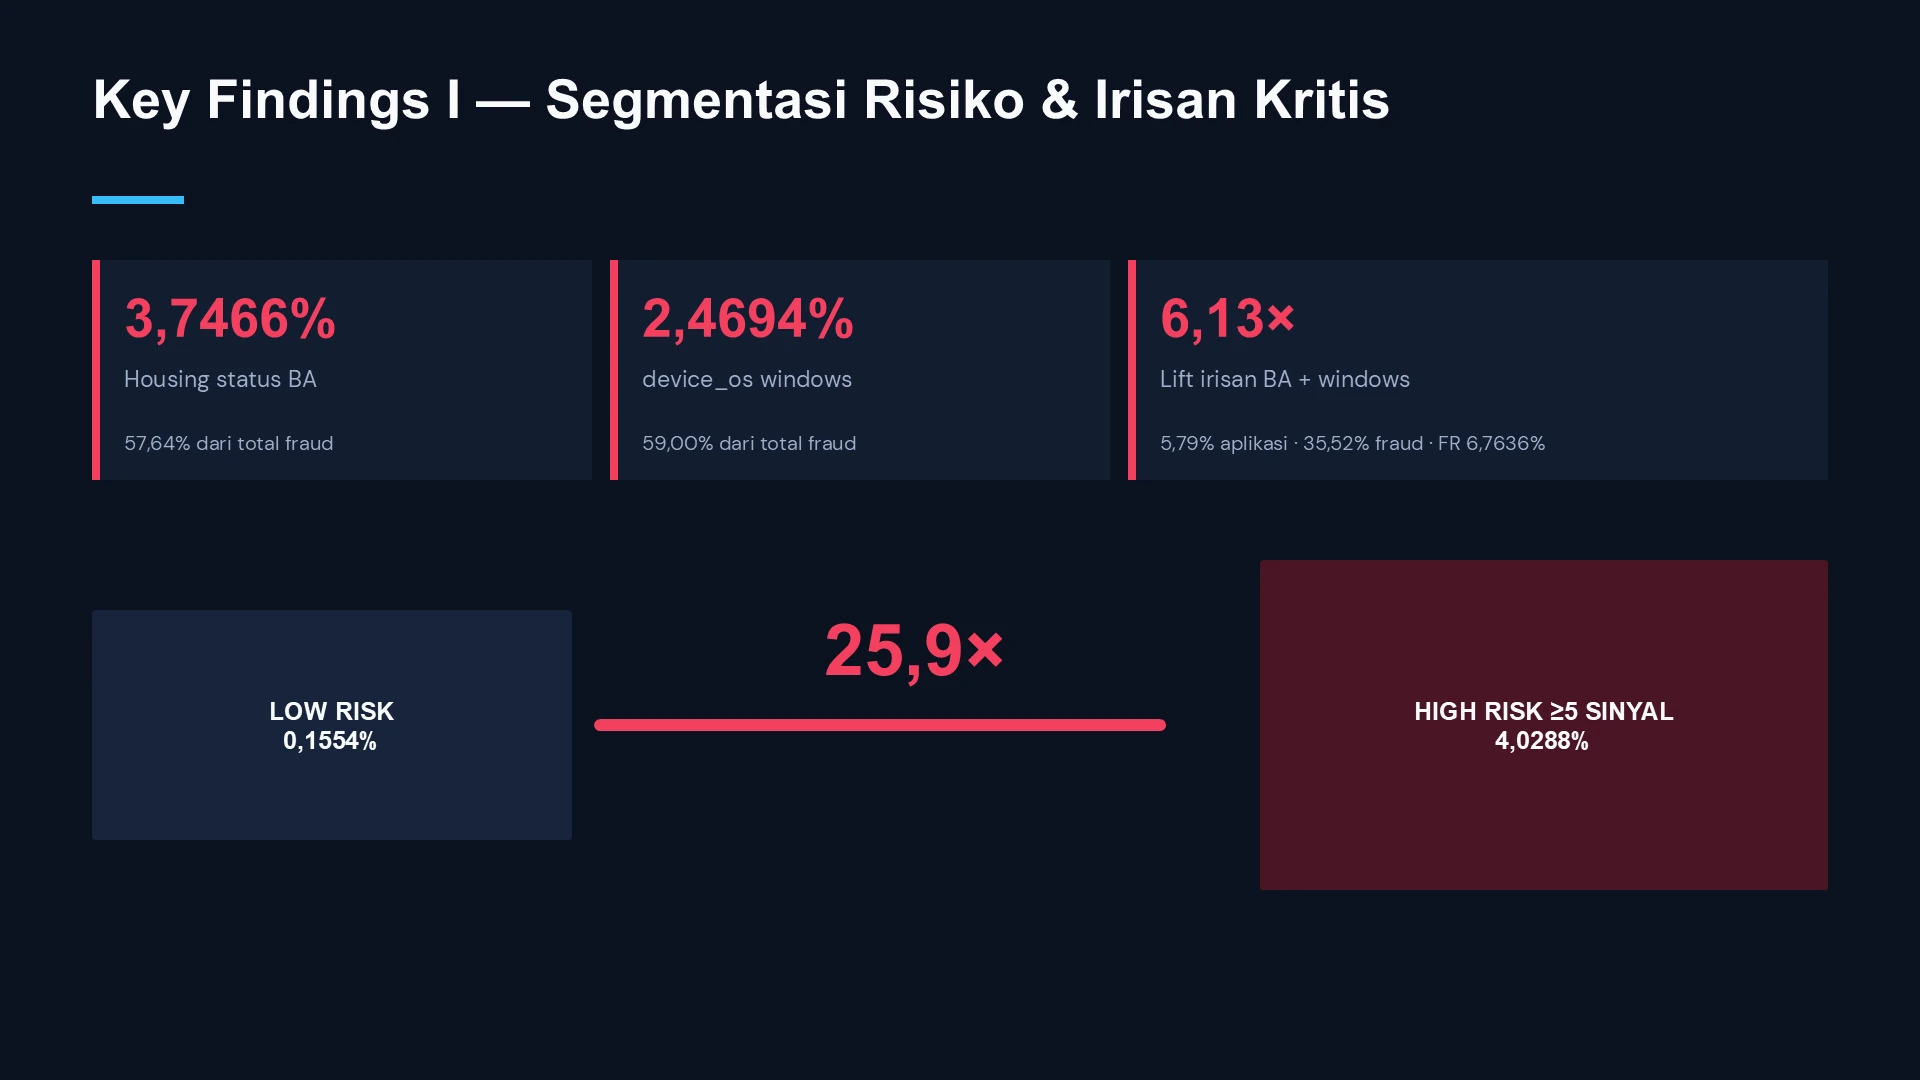 Key Findings I — Segmentasi Risiko & Irisan Kritis
3,7466%
Housing status BA
57,64% dari total fraud
2,4694%
device_os windows
59,00% dari total fraud
6,13×
Lift irisan BA + windows
5,79% aplikasi · 35,52% fraud · FR 6,7636%
LOW RISK
0,1554%
25,9×
HIGH RISK ≥5 SINYAL
4,0288%